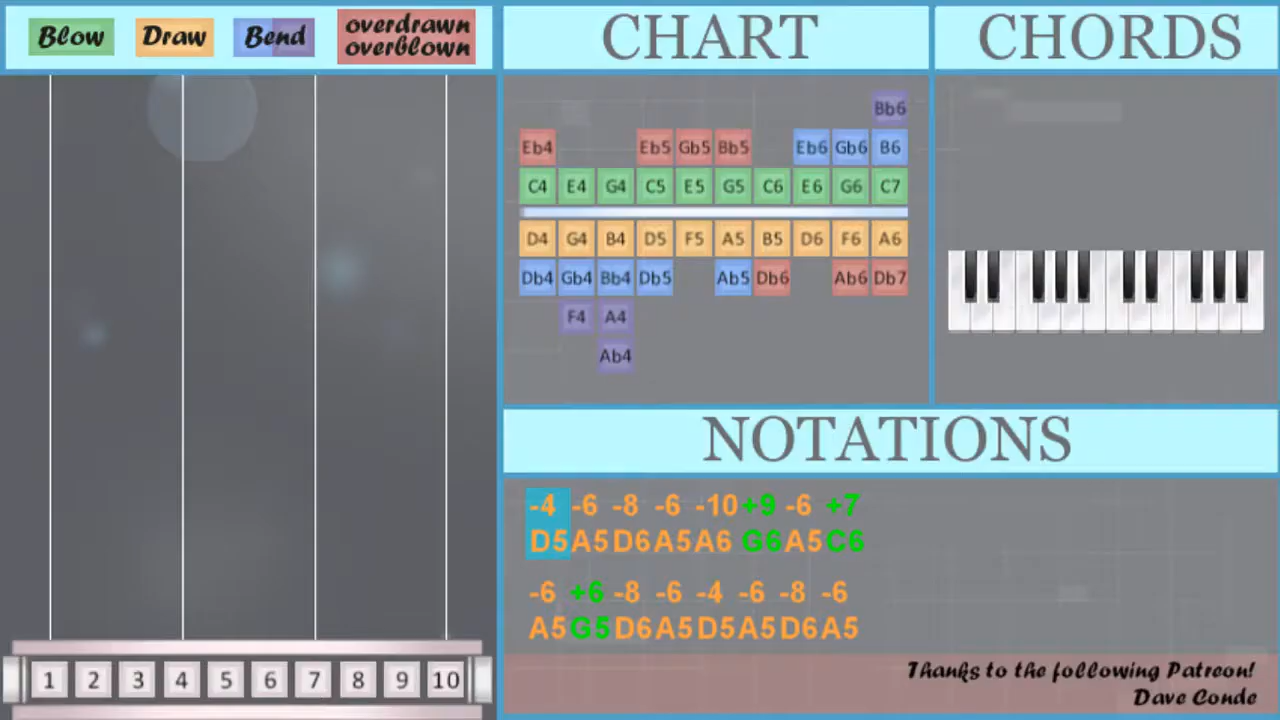 Blow Draw Bend overdrawn
overblown
CHART
CHORDS
Bb6
Eb4 Eb5 Gb5 Bb5 Eb6 Gb6 B6
C4 E4 G4 C5 E5 G5 C6 E6 G6 C7
D4 G4 B4 D5 F5 A5 B5 D6 F6 A6
Db4 Gb4 Bb4 Db5 Ab5 Db6 Ab6 Db7
F4 A4
Ab4
NOTATIONS
-4 -6 -8 -6 -10 +9 -6 +7
D5 A5 D6 A5 A6 G6 A5 C6
-6 +6 -8 -6 -4 -6 -8 -6
A5 G5 D6 A5 D5 A5 D6 A5
1 2 3 4 5 6 7 8 9 10
Thanks to the following Patreon!
Dave Conde